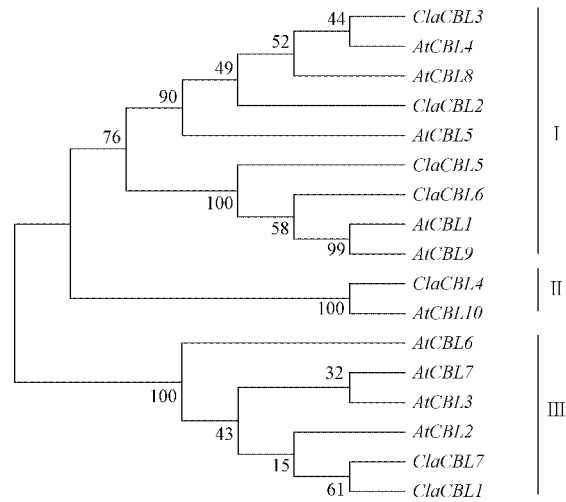 44 ClaCBL3
52 AtCBL4
AtCBL8
49
ClaCBL2
90
AtCBL5
76
I
ClaCBL5
100
ClaCBL6
58
AtCBL1
99
AtCBL9
ClaCBL4
II
100
AtCBL10
AtCBL6
100
32
AtCBL7
AtCBL3
III
43
AtCBL2
15
ClaCBL7
61
ClaCBL1